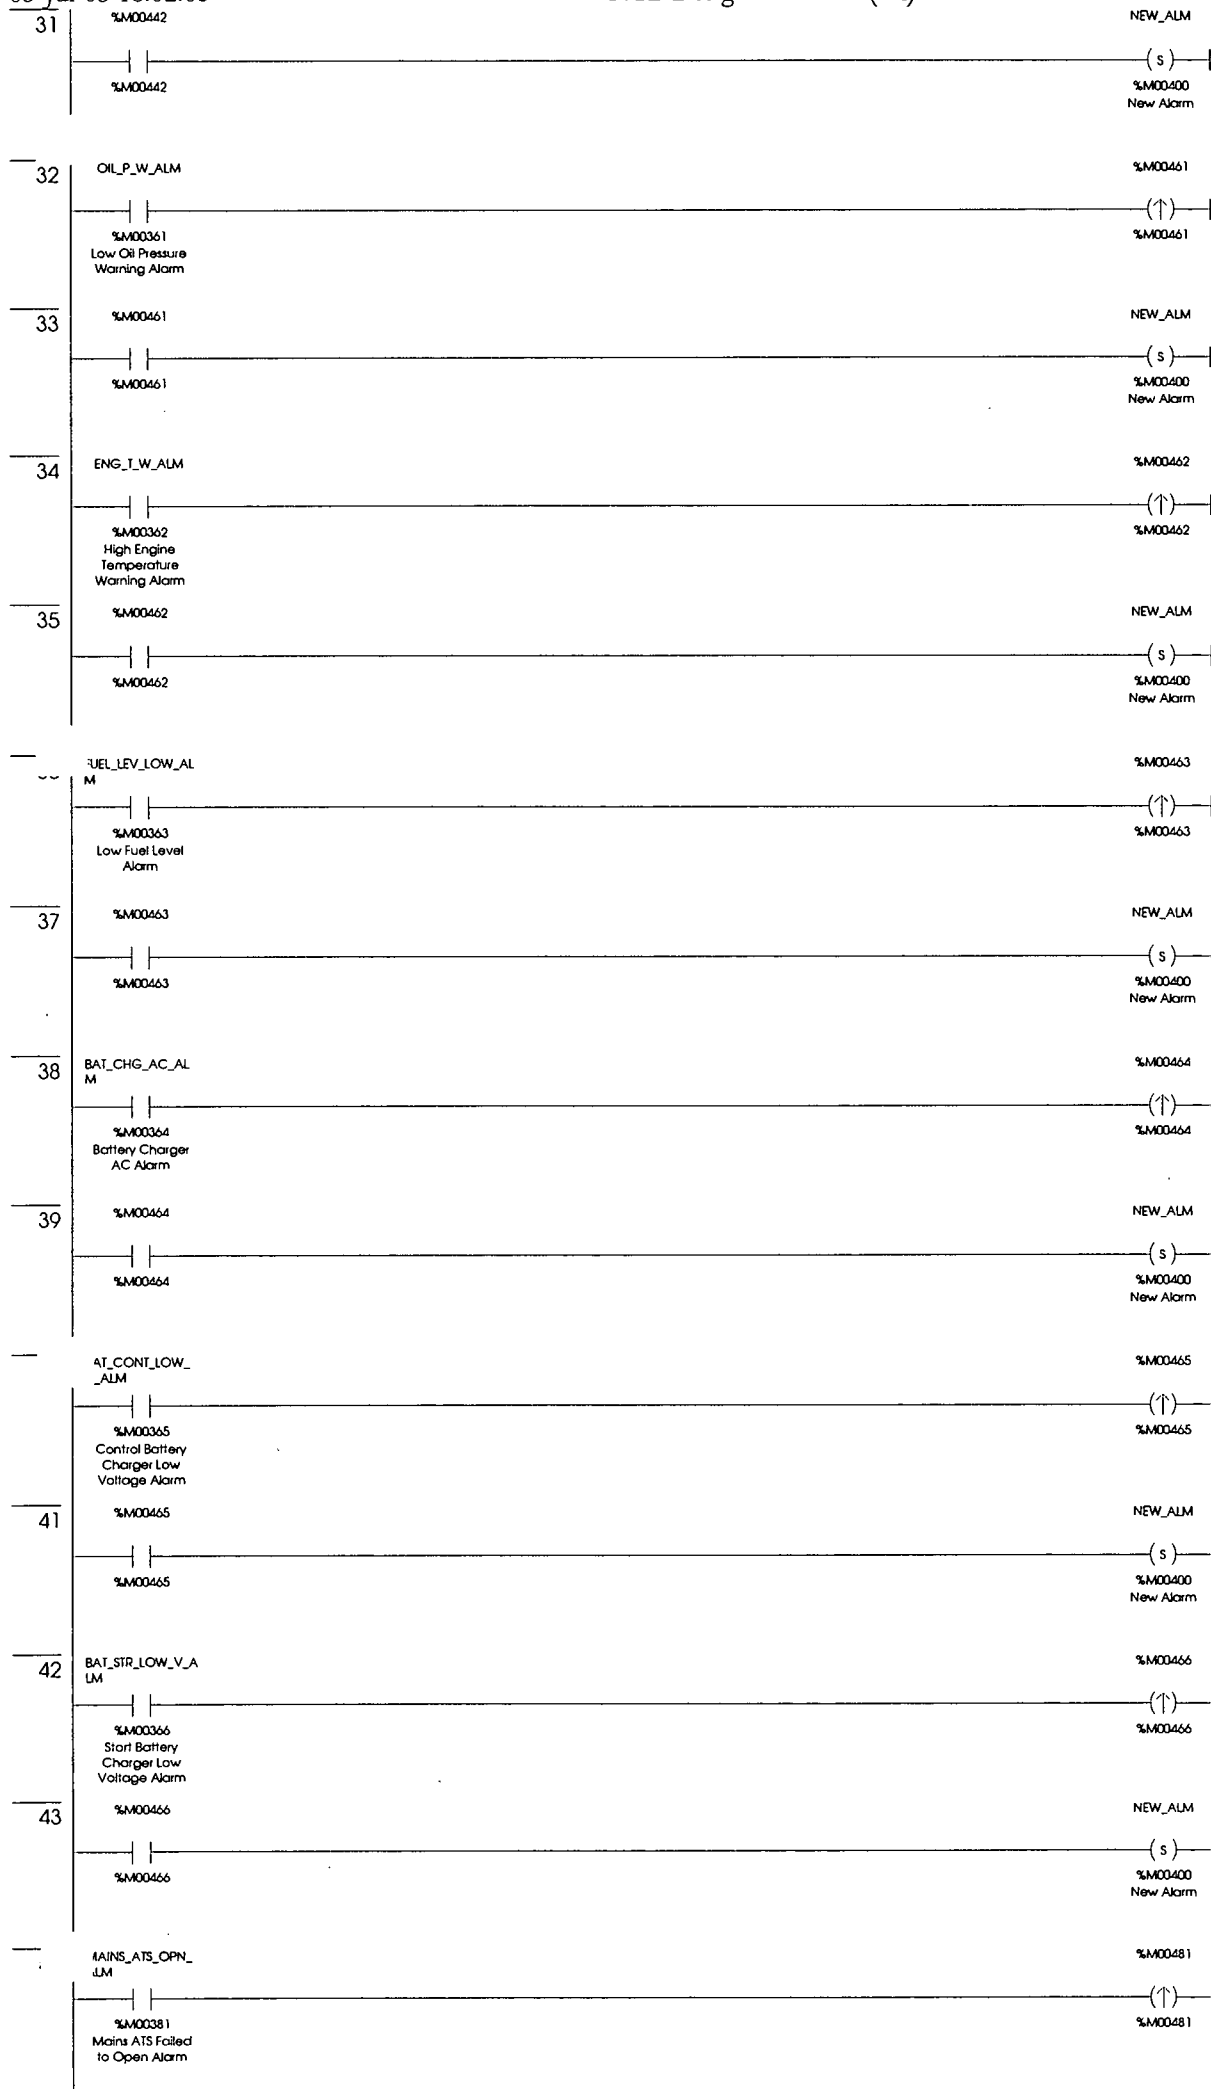 31
%M00442
NEW_ALM
( s )
%M00442
%M00400
New Alarm
32
OIL_P_W_ALM
%M00461
(↑)
%M00361
%M00461
Low Oil Pressure
Warning Alarm
33
%M00461
NEW_ALM
( s )
%M00461
%M00400
New Alarm
34
ENG_T_W_ALM
%M00462
(↑)
%M00362
%M00462
High Engine
Temperature
Warning Alarm
35
%M00462
NEW_ALM
( s )
%M00462
%M00400
New Alarm
UEL_LEV_LOW_AL
M
%M00463
(↑)
%M00363
%M00463
Low Fuel Level
Alarm
37
%M00463
NEW_ALM
( s )
%M00463
%M00400
New Alarm
38
BAT_CHG_AC_AL
M
%M00464
(↑)
%M00364
%M00464
Battery Charger
AC Alarm
39
%M00464
NEW_ALM
( s )
%M00464
%M00400
New Alarm
AT_CONT_LOW_
_ALM
%M00465
(↑)
%M00365
%M00465
Control Battery
Charger Low
Voltage Alarm
41
%M00465
NEW_ALM
( s )
%M00465
%M00400
New Alarm
42
BAT_STR_LOW_V_A
LM
%M00466
(↑)
%M00366
%M00466
Start Battery
Charger Low
Voltage Alarm
43
%M00466
NEW_ALM
( s )
%M00466
%M00400
New Alarm
AINS_ATS_OPN_
LM
%M00481
(↑)
%M00381
%M00481
Mains ATS Failed
to Open Alarm